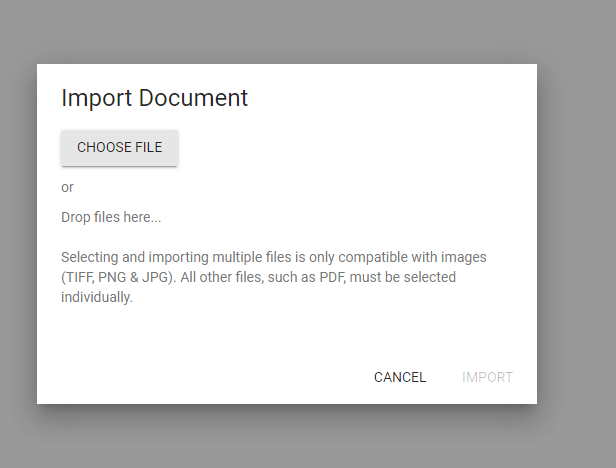 Import Document
CHOOSE FILE
or
Drop files here...
Selecting and importing multiple files is only compatible with images
(TIFF, PNG & JPG). All other files, such as PDF, must be selected
individually.
CANCEL IMPORT